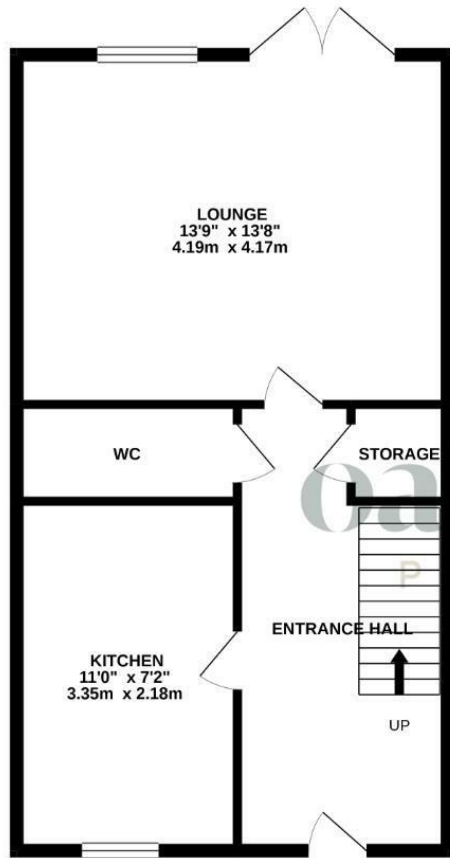 LOUNGE
13'9" x 13'8"
4.19m x 4.17m
WC
STORAGE
oa
P
ENTRANCE HALL
KITCHEN
11'0" x 7'2"
3.35m x 2.18m
UP